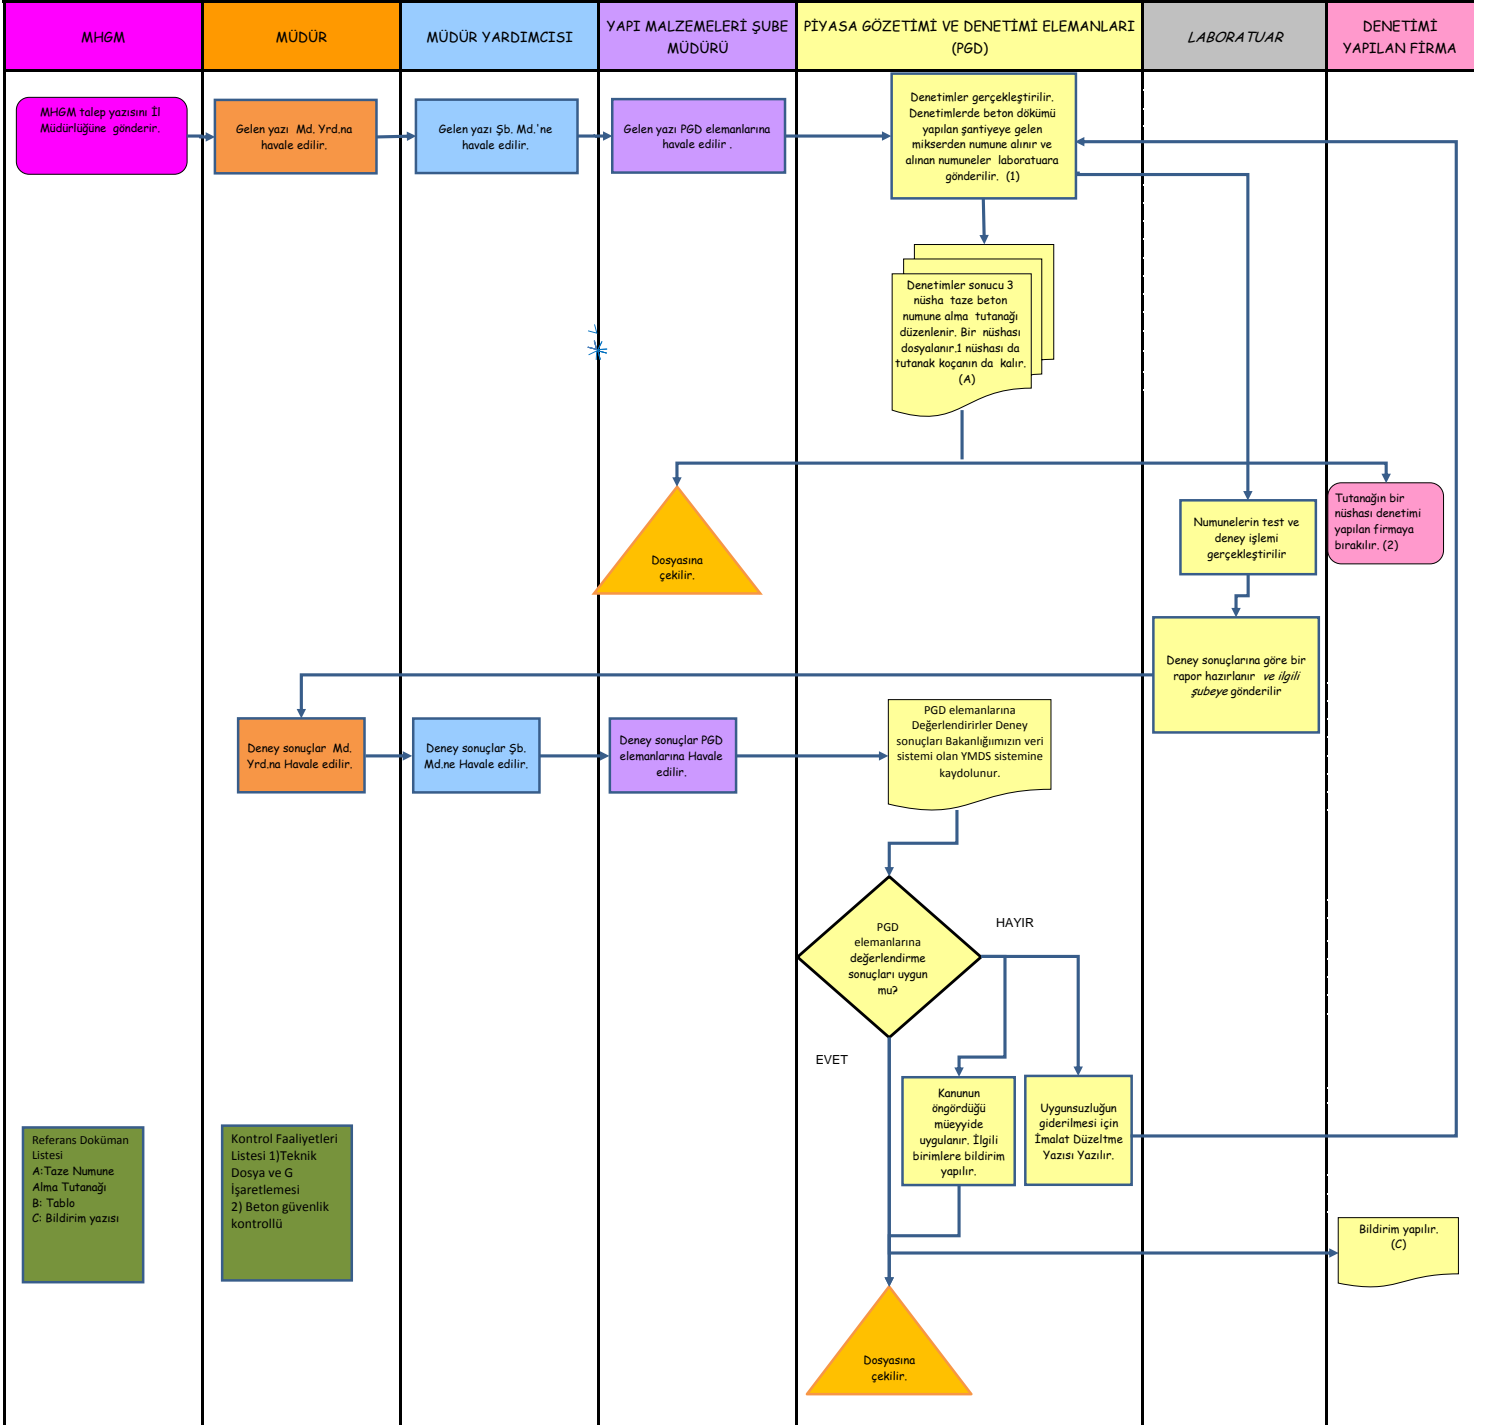 MHGM
MÜDÜR
MÜDÜR YARDIMCISI
YAPI MALZEMELERİ ŞUBE
MÜDÜRÜ
PİYASA GÖZETİMİ VE DENETİMİ ELEMANLARI
(PGD)
LABORATUAR
DENETİMİ
YAPILAN FİRMA
MHGM talep yazısını İl
Müdürlüğüne gönderir.
Gelen yazı Md. Yrd.na
havale edilir.
Gelen yazı Şb. Md.'ne
havale edilir.
Gelen yazı PGD elemanlarına
havale edilir .
Denetimler gerçekleştirilir.
Denetimlerde beton dökümü
yapılan şantiyeye gelen
mikserden numune alınır ve
alınan numuneler laboratuara
gönderilir. (1)
Denetimler sonucu 3
nüsha taze beton
numune alma tutanağı
düzenlenir. Bir nüshası
dosyalanır.1 nüshası da
tutanak koçanın da kalır.
(A)
Dosyasına
çekilir.
Numunelerin test ve
deney işlemi
gerçekleştirilir
Tutanağın bir
nüshası denetimi
yapılan firmaya
bırakılır. (2)
Deney sonuçlarına göre bir
rapor hazırlanır ve ilgili
şubeye gönderilir
Deney sonuçlar Md.
Yrd.na Havale edilir.
Deney sonuçlar Şb.
Md.ne Havale edilir.
Deney sonuçlar PGD
elemanlarına Havale
edilir.
PGD elemanlarına
Değerlendirirler Deney
sonuçları Bakanlığıımızın veri
sistemi olan YMDS sistemine
kaydolunur.
PGD
elemanlarına
değerlendirme
sonuçları uygun
mu?
HAYIR
EVET
Kanunun
öngördüğü
müeyyide
uygulanır. İlgili
birimlere bildirim
yapılır.
Uygunsuzluğun
giderilmesi için
İmalat Düzeltme
Yazısı Yazılır.
Referans Doküman
Listesi
A:Taze Numune
Alma Tutanağı
B: Tablo
C: Bildirim yazısı
Kontrol Faaliyetleri
Listesi 1)Teknik
Dosya ve G
İşaretlemesi
2) Beton güvenlik
kontrollü
Bildirim yapılır.
(C)
Dosyasına
çekilir.